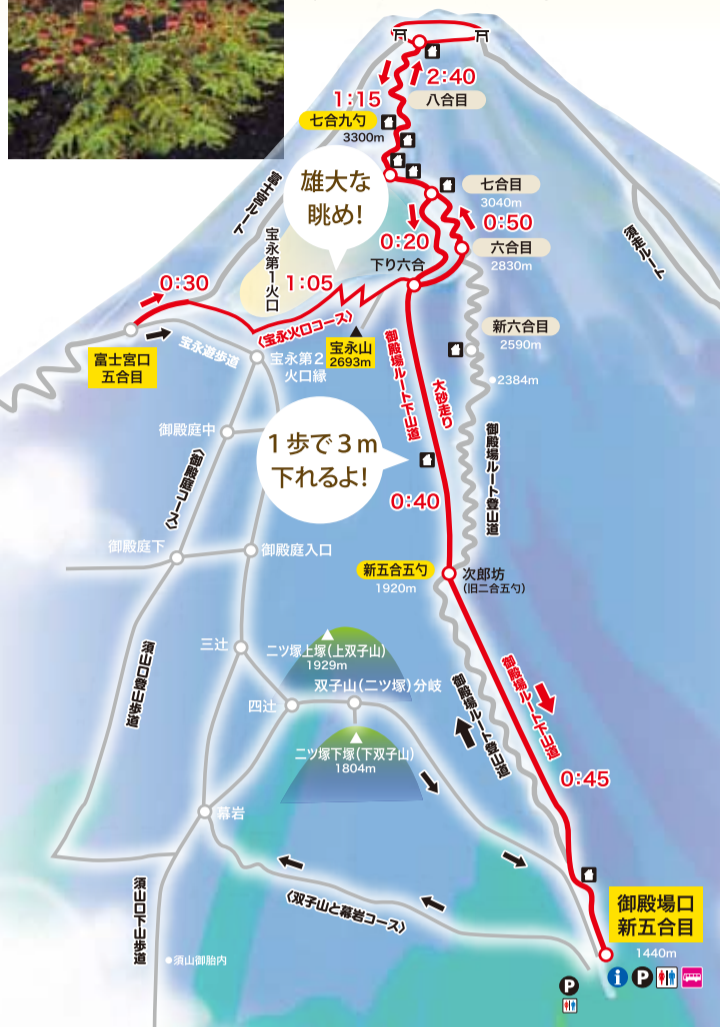 2:40
1:15
八合目
七合九勺
3300m
雄大な
眺め!
富士宮ルート
七合目
3040m
0:50
0:20
六合目
2830m
須走ルート
宝永第1火口
下り六合
0:30
1:05
〈宝永火口コース〉
富士宮口
五合目
宝永遊歩道
宝永第2
火口縁
宝永山
2693m
新六合目
2590m
2384m
御殿場ルート下山道
大砂走り
御殿場ルート登山道
御殿庭中
〈御殿庭コース〉
1歩で3m
下れるよ!
0:40
御殿庭下
御殿庭入口
新五合五勺
1920m
次郎坊
(旧二合五勺)
須山口登山歩道
三辻
二ツ塚上塚(上双子山)
1929m
四辻
双子山(二ツ塚)分岐
二ツ塚下塚(下双子山)
1804m
御殿場ルート登山道
御殿場ルート下山道
0:45
幕岩
〈双子山と幕岩コース〉
須山口下山歩道
須山御胎内
御殿場口
新五合目
1440m
i P
P